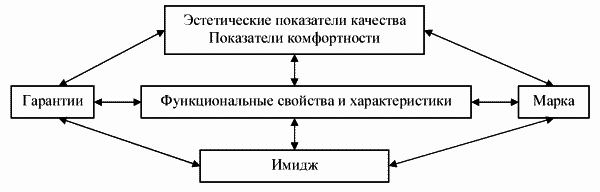 Эстетические показатели качества
Показатели комфортности
Гарантии
Функциональные свойства и характеристики
Марка
Имидж